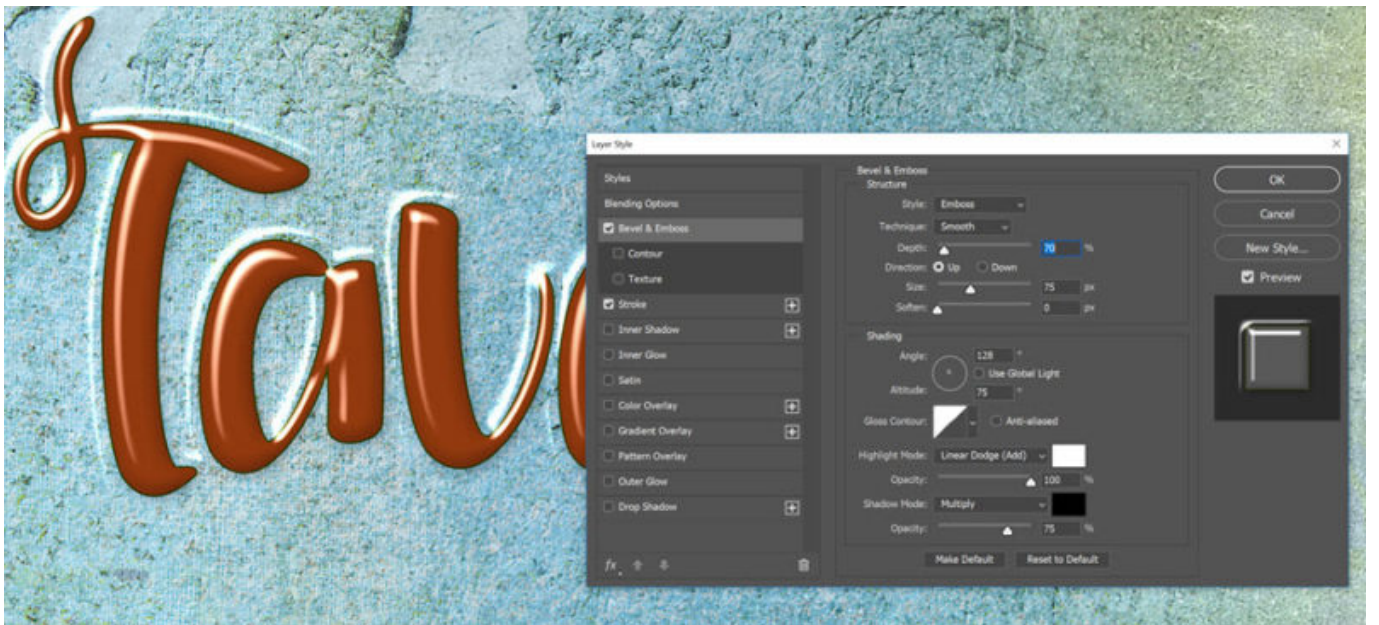 Tav
Layer Style
Styles
Blending Options
Bevel & Emboss
Contour
Texture
Stroke
Inner Shadow
Inner Glow
Satin
Color Overlay
Gradient Overlay
Pattern Overlay
Outer Glow
Drop Shadow
fx
Bevel & Emboss
Structure
Style: Emboss
Technique: Smooth
Depth: 70 %
Direction: Up Down
Size: 75 px
Soften: 0 px
Shading
Angle: 128 °
Use Global Light
Altitude: 75 °
Gloss Contour: Anti-aliased
Highlight Mode: Linear Dodge (Add)
Opacity: 100 %
Shadow Mode: Multiply
Opacity: 75 %
Make Default Reset to Default
OK
Cancel
New Style...
Preview